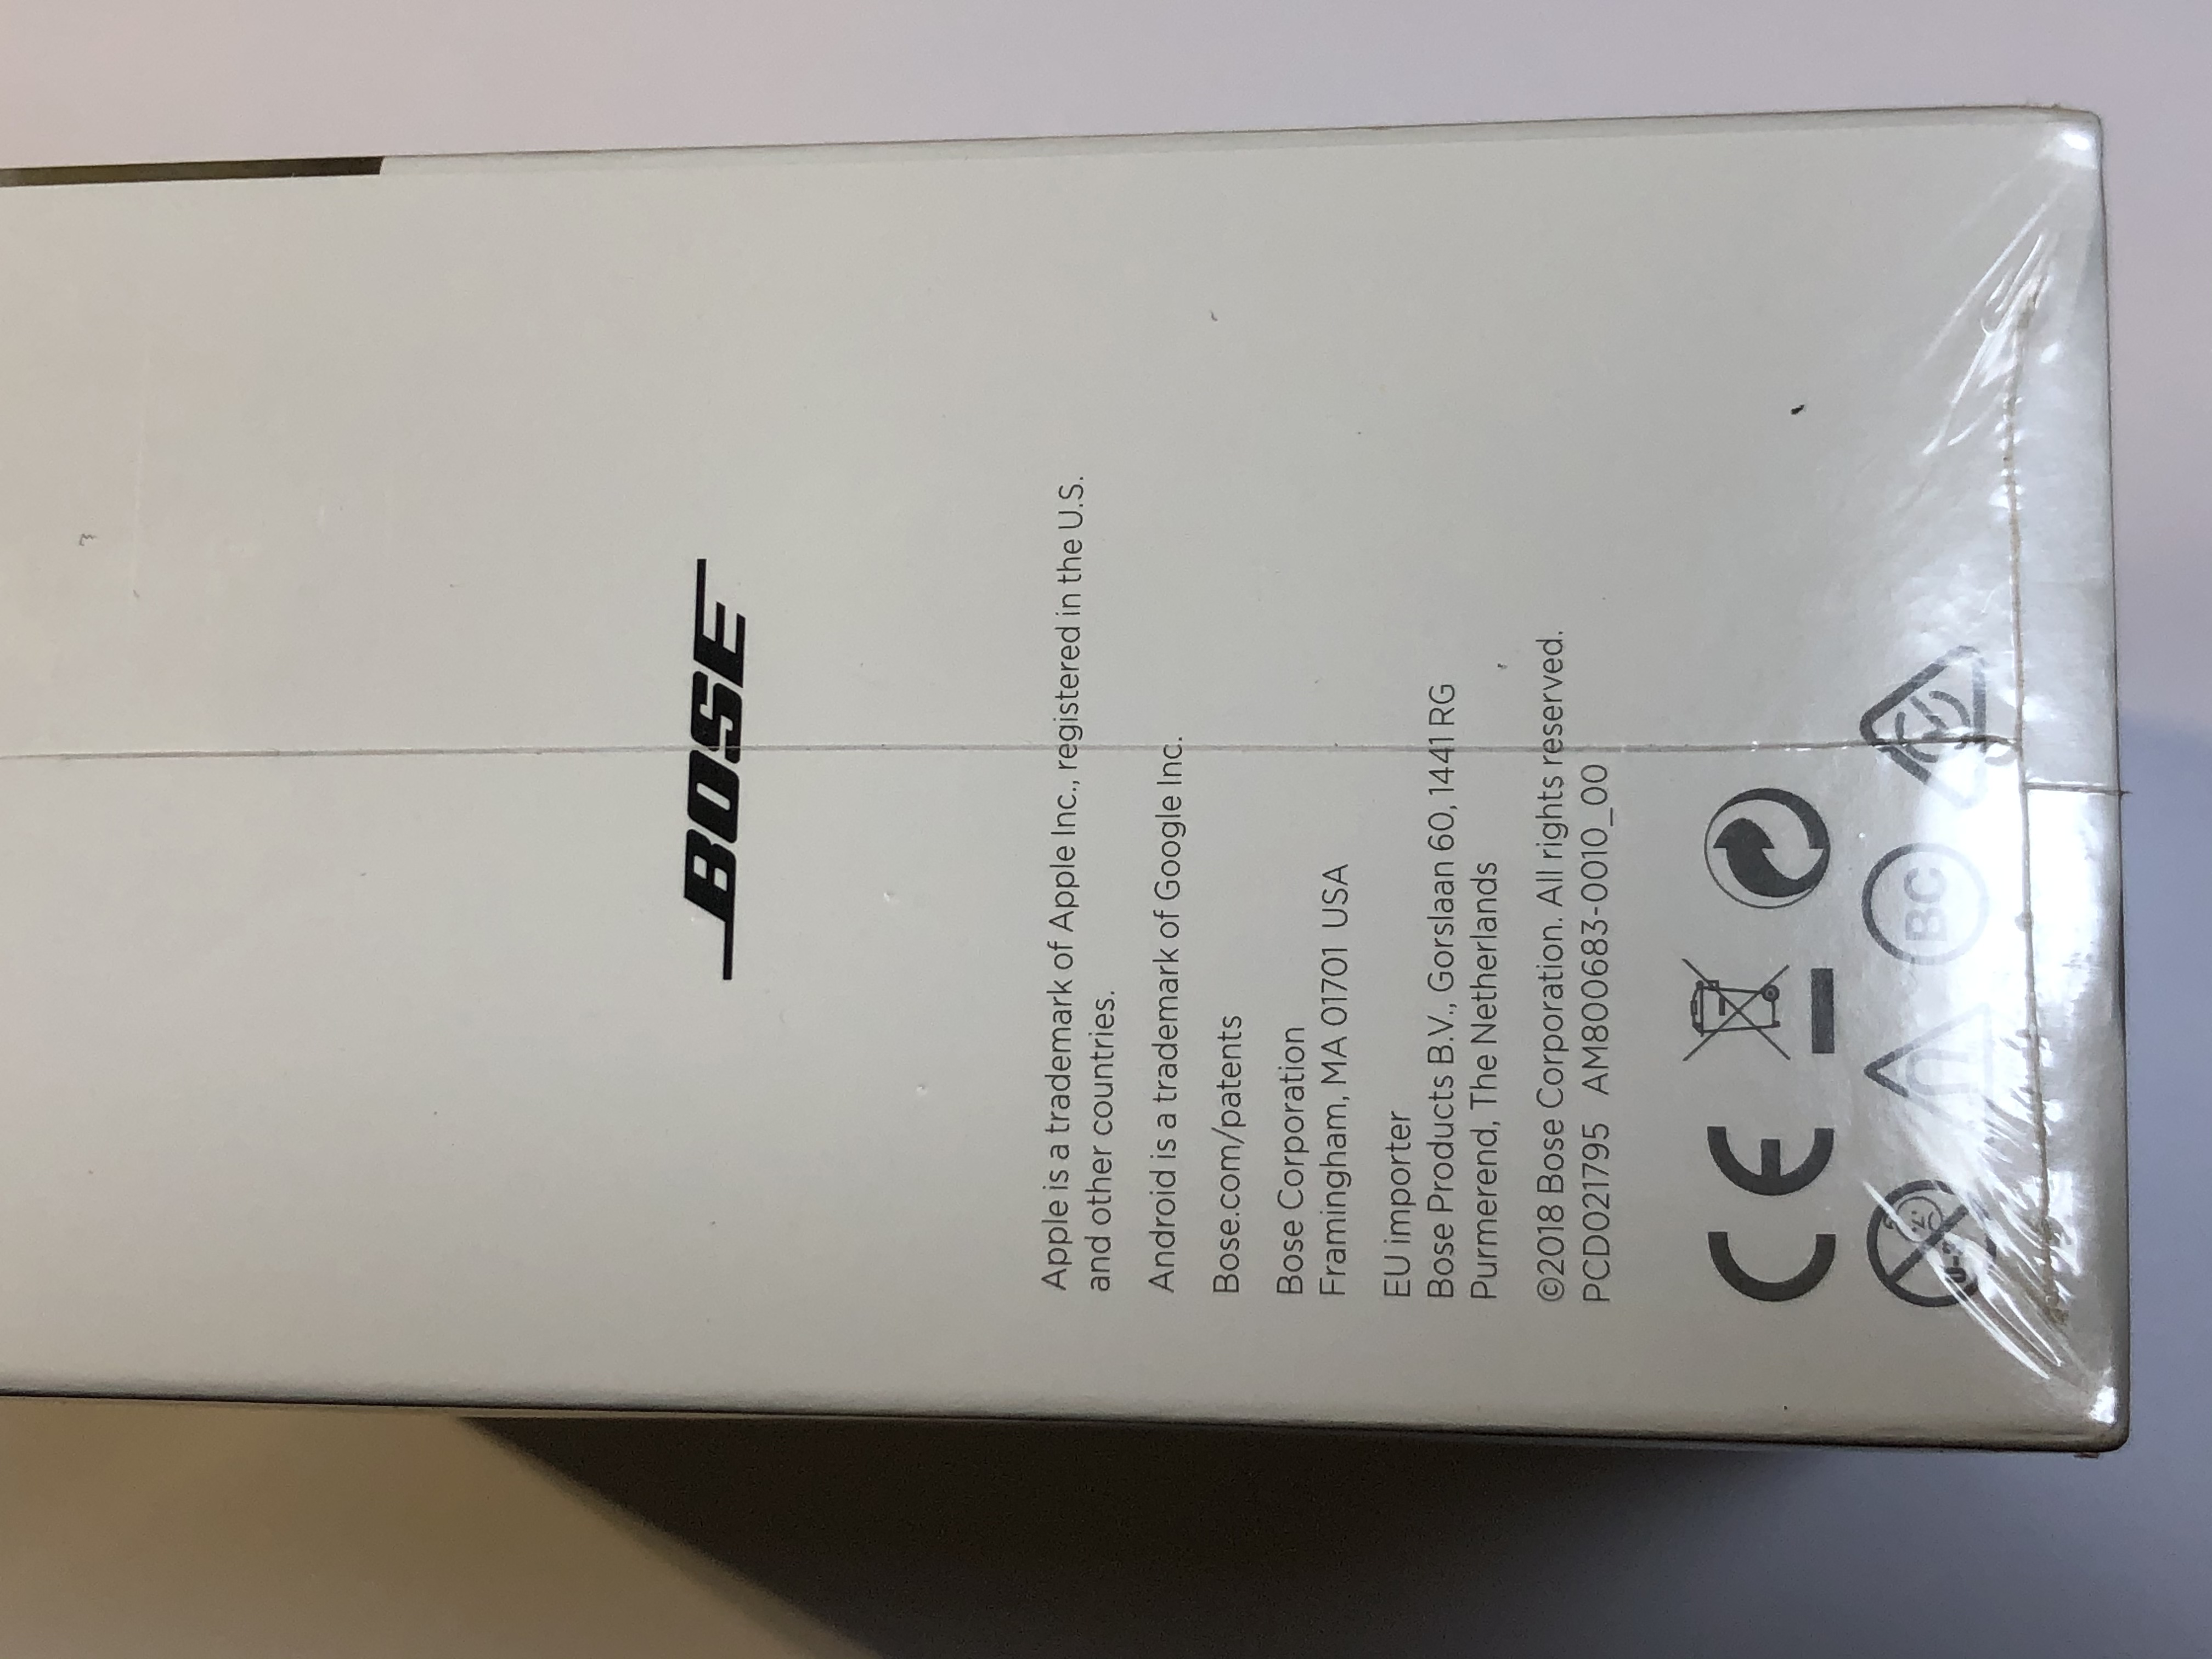 BOSE
Apple is a trademark of Apple Inc., registered in the U.S.
and other countries.
Android is a trademark of Google Inc.
Bose.com/patents
Bose Corporation
Framingham, MA 01701 USA
EU importer
Bose Products B.V., Gorslaan 60, 1441 RG
Purmerend, The Netherlands
©2018 Bose Corporation. All rights reserved.
PCD021795 AM800683-0010_00
CE
BC